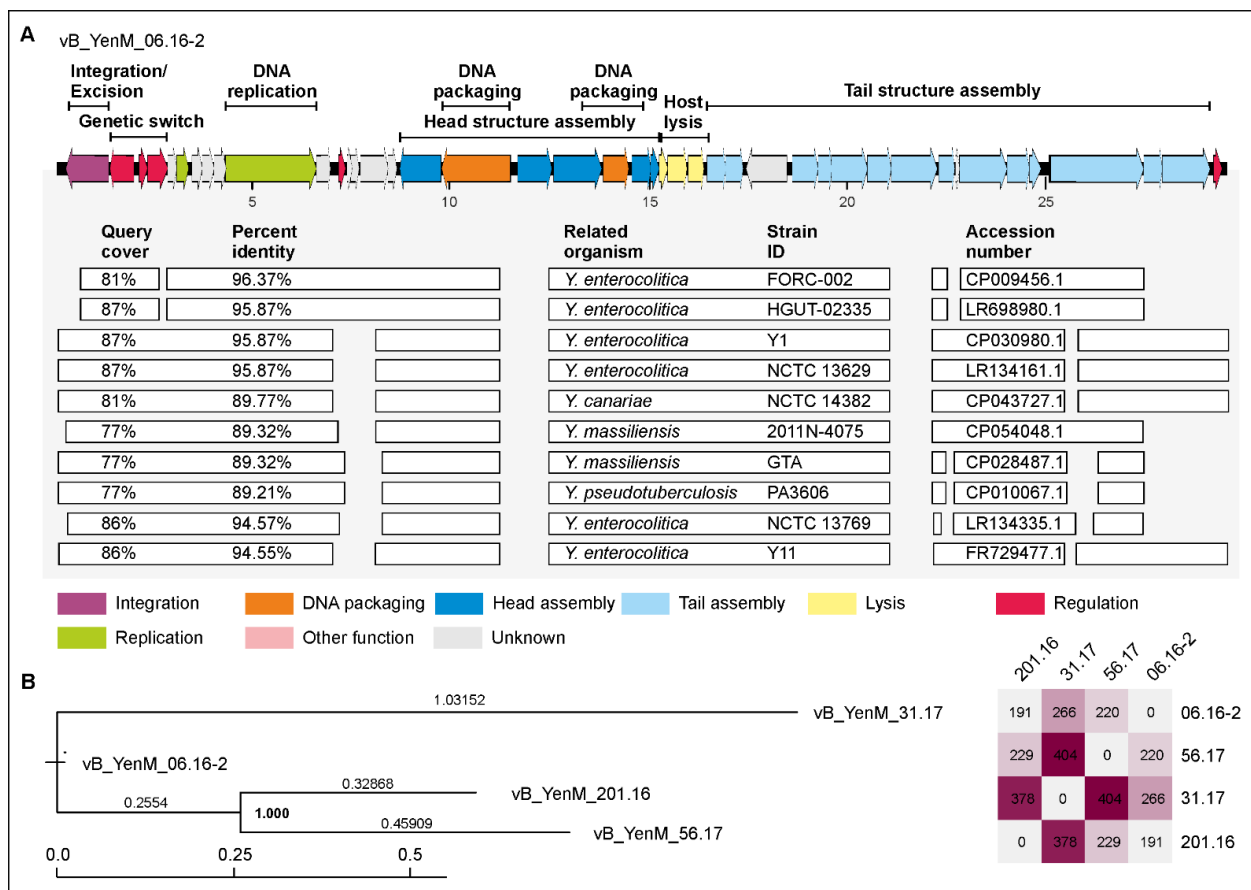 A
vB_YenM_06.16-2
Integration/ Excision
DNA replication
DNA packaging
DNA packaging
Host lysis
Tail structure assembly
Genetic switch
Head structure assembly
5 10 15 20 25
Query cover Percent identity Related organism Strain ID Accession number
81% 96.37% Y. enterocolitica FORC-002 CP009456.1
87% 95.87% Y. enterocolitica HGUT-02335 LR698980.1
87% 95.87% Y. enterocolitica Y1 CP030980.1
87% 95.87% Y. enterocolitica NCTC 13629 LR134161.1
81% 89.77% Y. canariae NCTC 14382 CP043727.1
77% 89.32% Y. massiliensis 2011N-4075 CP054048.1
77% 89.32% Y. massiliensis GTA CP028487.1
77% 89.21% Y. pseudotuberculosis PA3606 CP010067.1
86% 94.57% Y. enterocolitica NCTC 13769 LR134335.1
86% 94.55% Y. enterocolitica Y11 FR729477.1
Integration DNA packaging Head assembly Tail assembly Lysis Regulation
Replication Other function Unknown
B
1.03152
vB_YenM_31.17
vB_YenM_06.16-2
0.32868
vB_YenM_201.16
0.2554
1.000
0.45909
vB_YenM_56.17
0.0 0.25 0.5
201.16 31.17 56.17 06.16-2
191 266 220 0 06.16-2
229 404 0 220 56.17
378 0 404 266 31.17
0 378 229 191 201.16